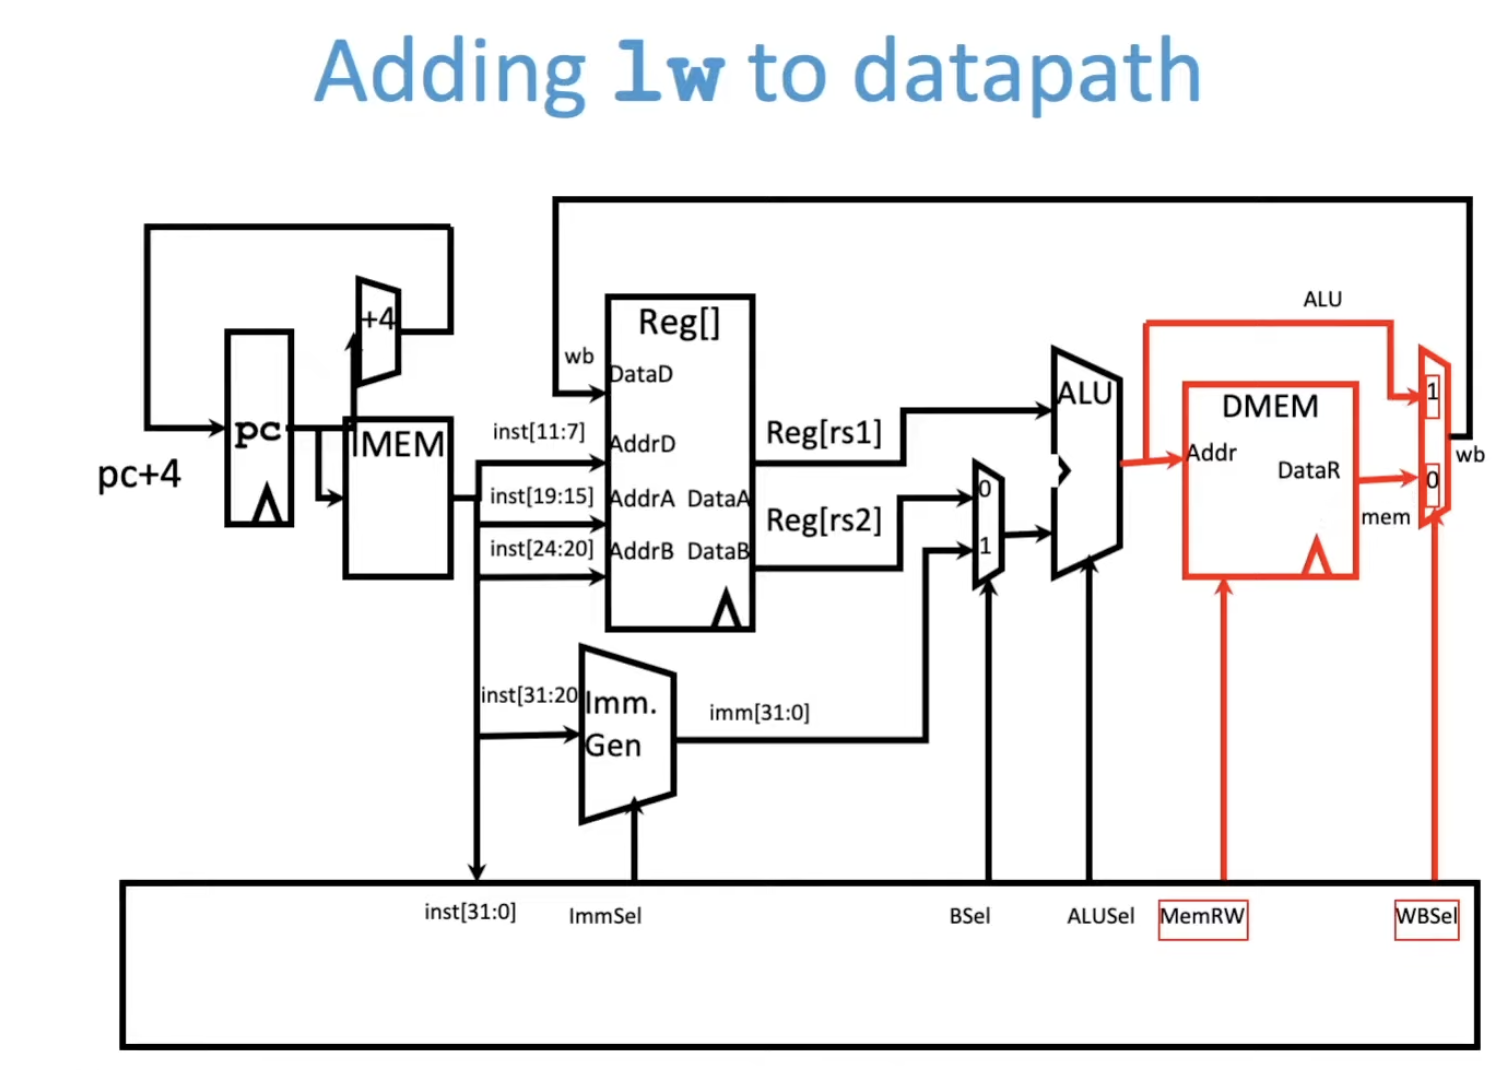 Adding lw to datapath
ALU
+4
Reg[]
wb
DataD
pc
pc+4
IMEM
inst[11:7]
AddrD
inst[19:15]
AddrA DataA
inst[24:20]
AddrB DataB
Reg[rs1]
Reg[rs2]
0
1
ALU
DMEM
Addr
DataR
mem
1
0
wb
inst[31:20
Imm.
Gen
imm[31:0]
inst[31:0]
ImmSel
BSel
ALUSel
MemRW
WBSel